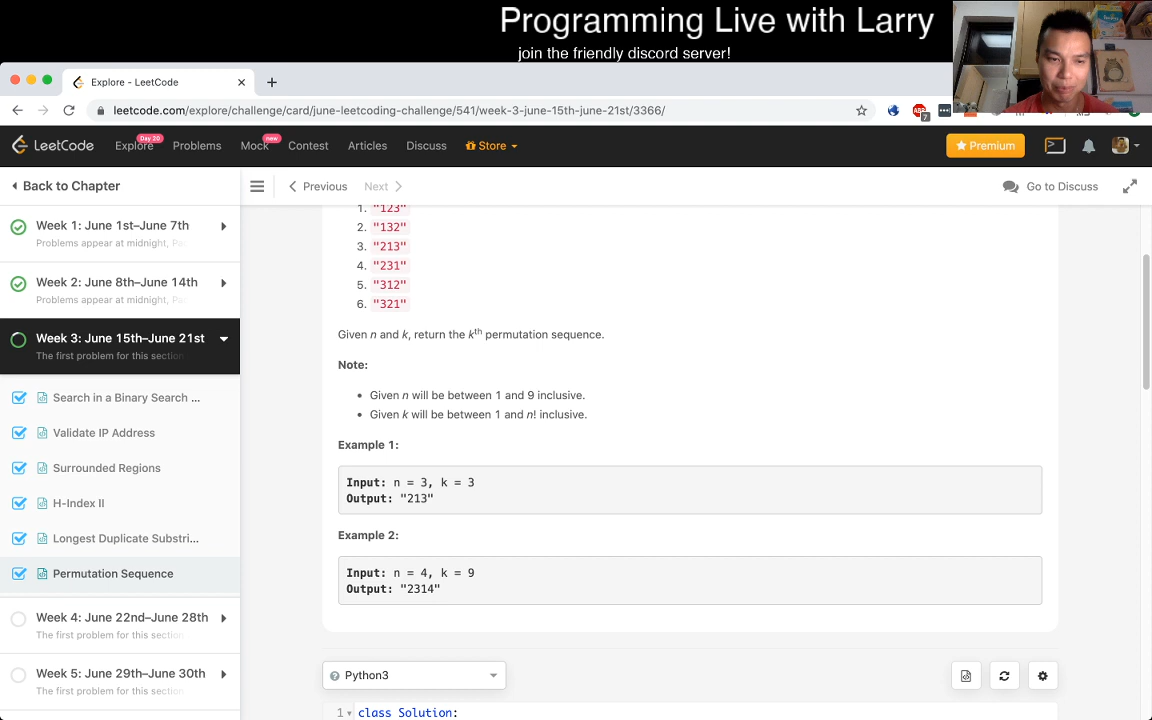 Programming Live with Larry
join the friendly discord server!
Explore - LeetCode
leetcode.com/explore/challenge/card/june-leetcoding-challenge/541/week-3-june-15th-june-21st/3366/
ABP
7
LeetCode
Explore
Day 20
Problems
Mock
new
Contest
Articles
Discuss
Store
Premium
Back to Chapter
Previous
Next
Go to Discuss
Week 1: June 1st–June 7th
Problems appear at midnight, Pa
Week 2: June 8th–June 14th
Problems appear at midnight, Pa
Week 3: June 15th–June 21st
The first problem for this section
Search in a Binary Search ...
Validate IP Address
Surrounded Regions
H-Index II
Longest Duplicate Substri...
Permutation Sequence
Week 4: June 22nd–June 28th
The first problem for this section
Week 5: June 29th–June 30th
The first problem for this section
1. "123"
2. "132"
3. "213"
4. "231"
5. "312"
6. "321"
Given n and k, return the kth permutation sequence.
Note:
• Given n will be between 1 and 9 inclusive.
• Given k will be between 1 and n! inclusive.
Example 1:
Input: n = 3, k = 3
Output: "213"
Example 2:
Input: n = 4, k = 9
Output: "2314"
Python3
1 class Solution: